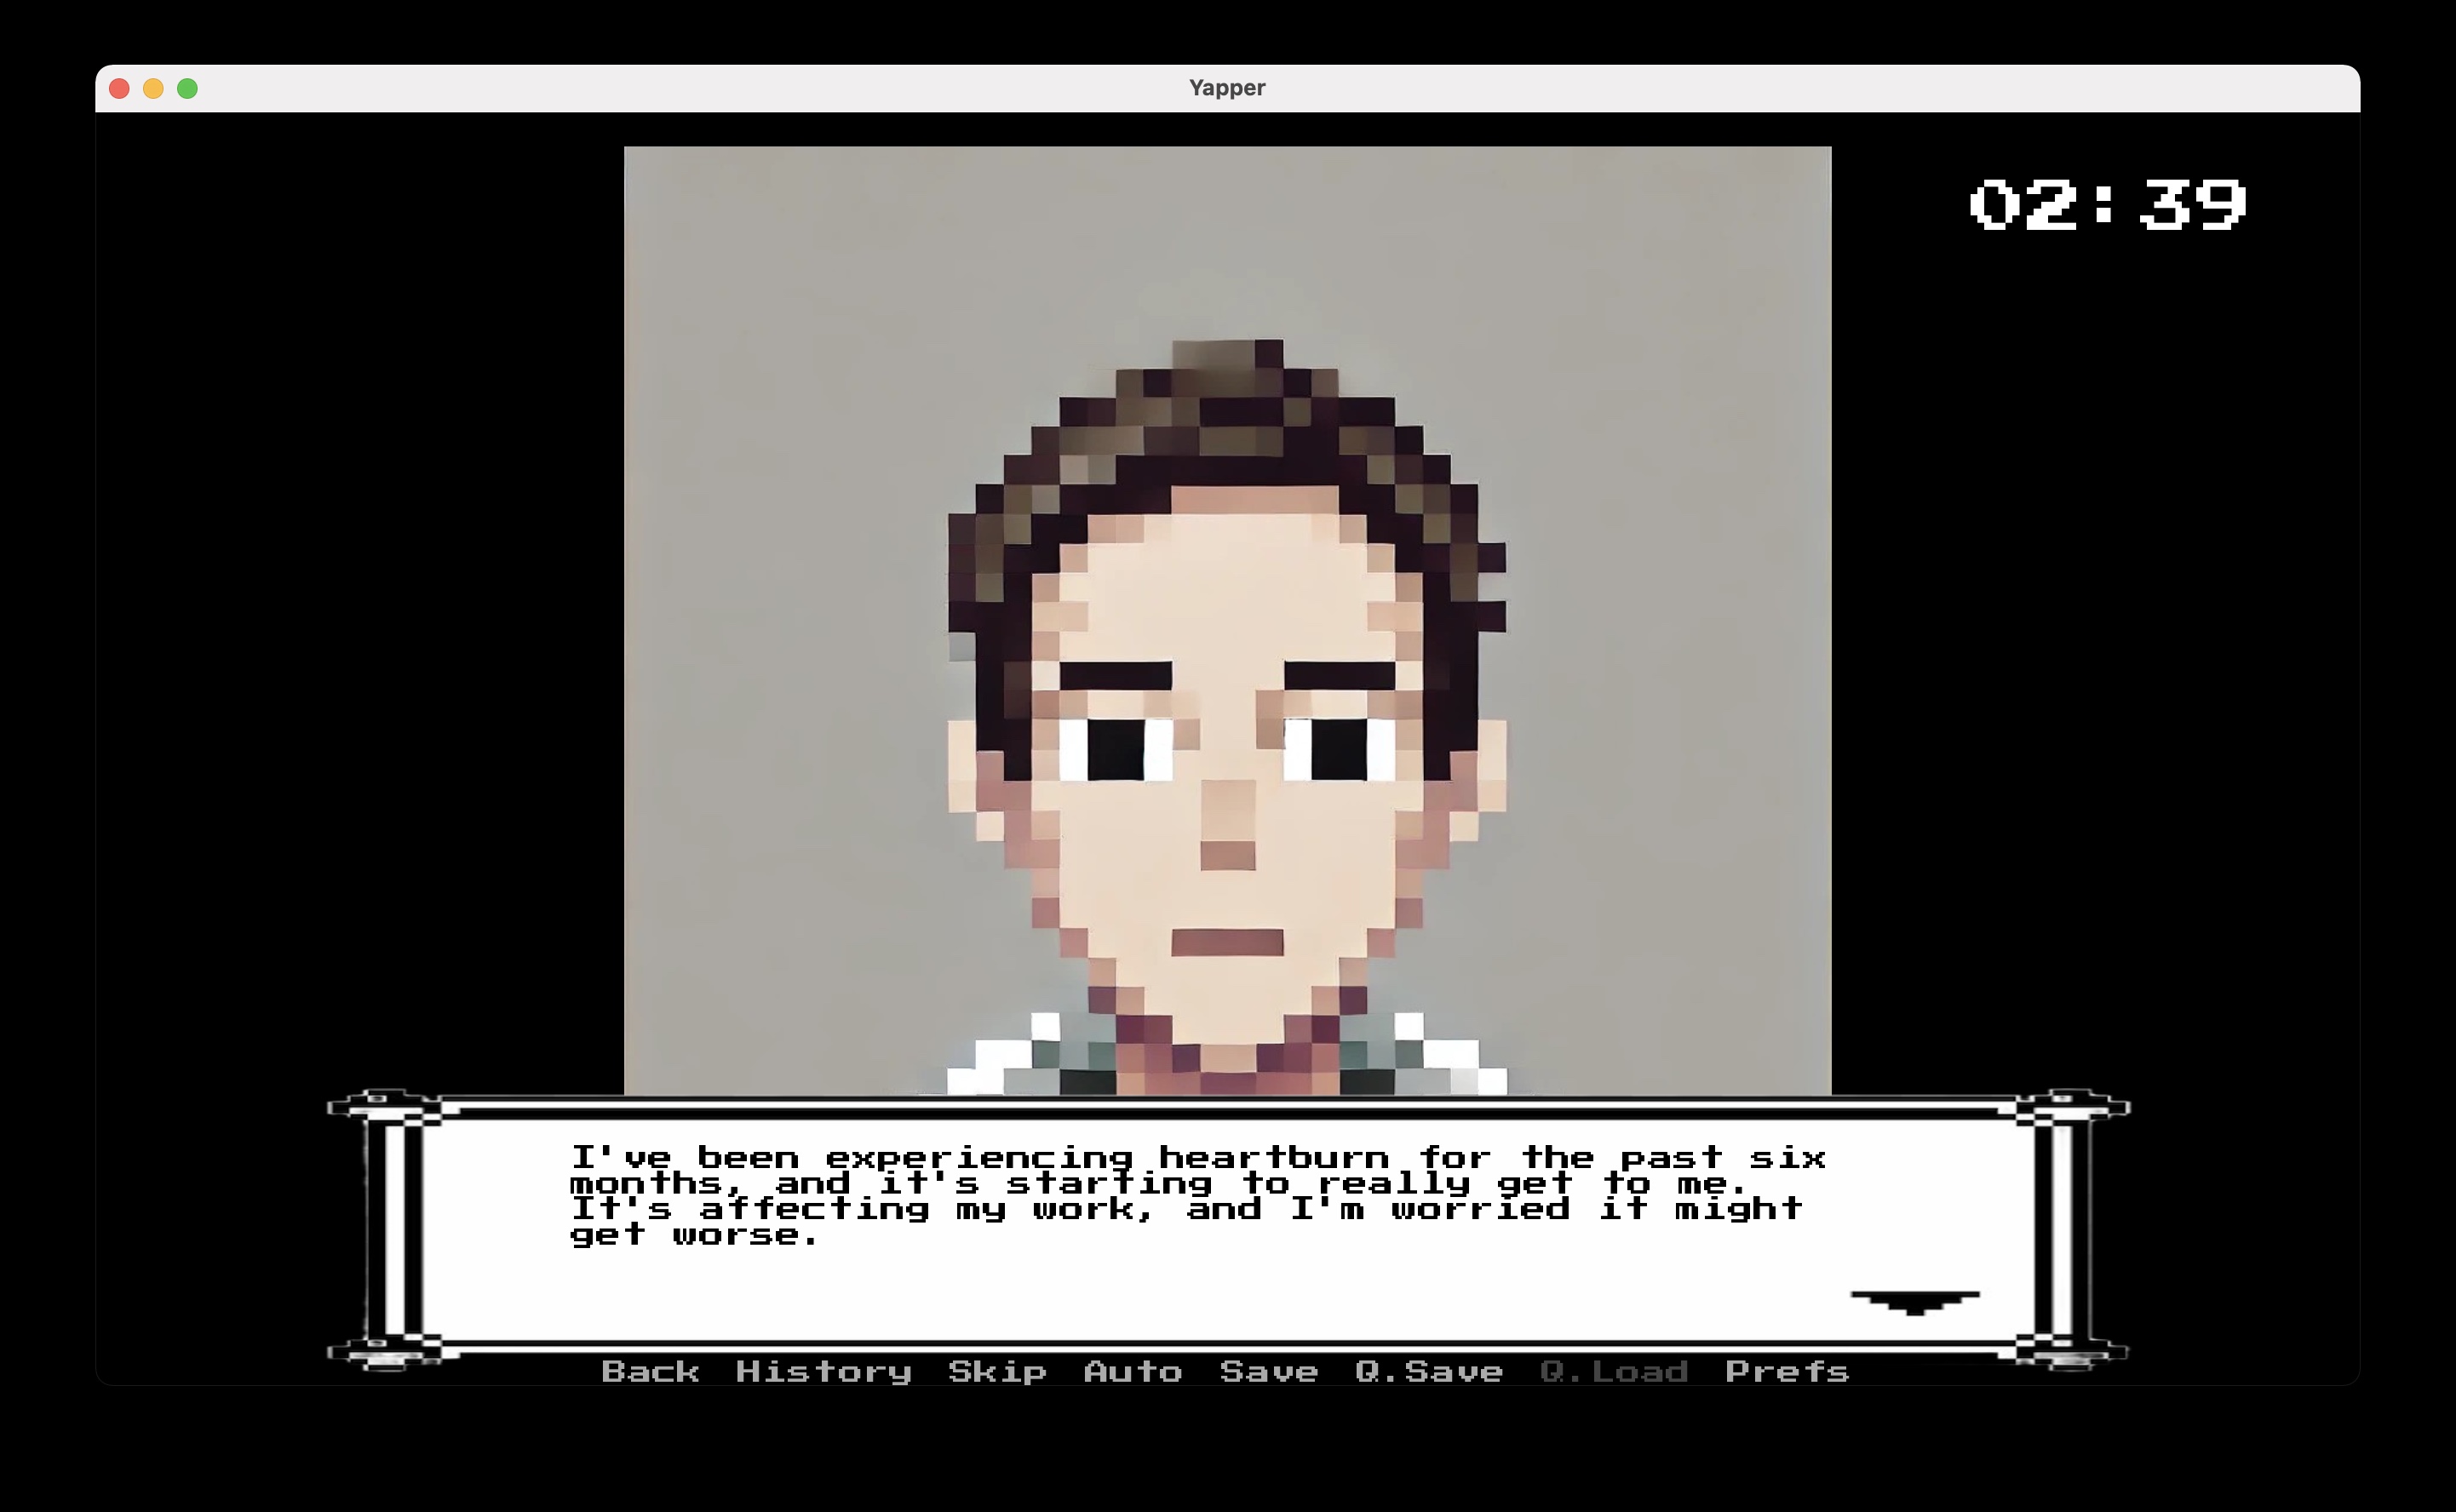 Yapper
02:39
I've been experiencing heartburn for the past six
months, and it's starting to really get to me.
It's affecting my work, and I'm worried it might
get worse.
Back History Skip Auto Save Q.Save Q.Load Prefs